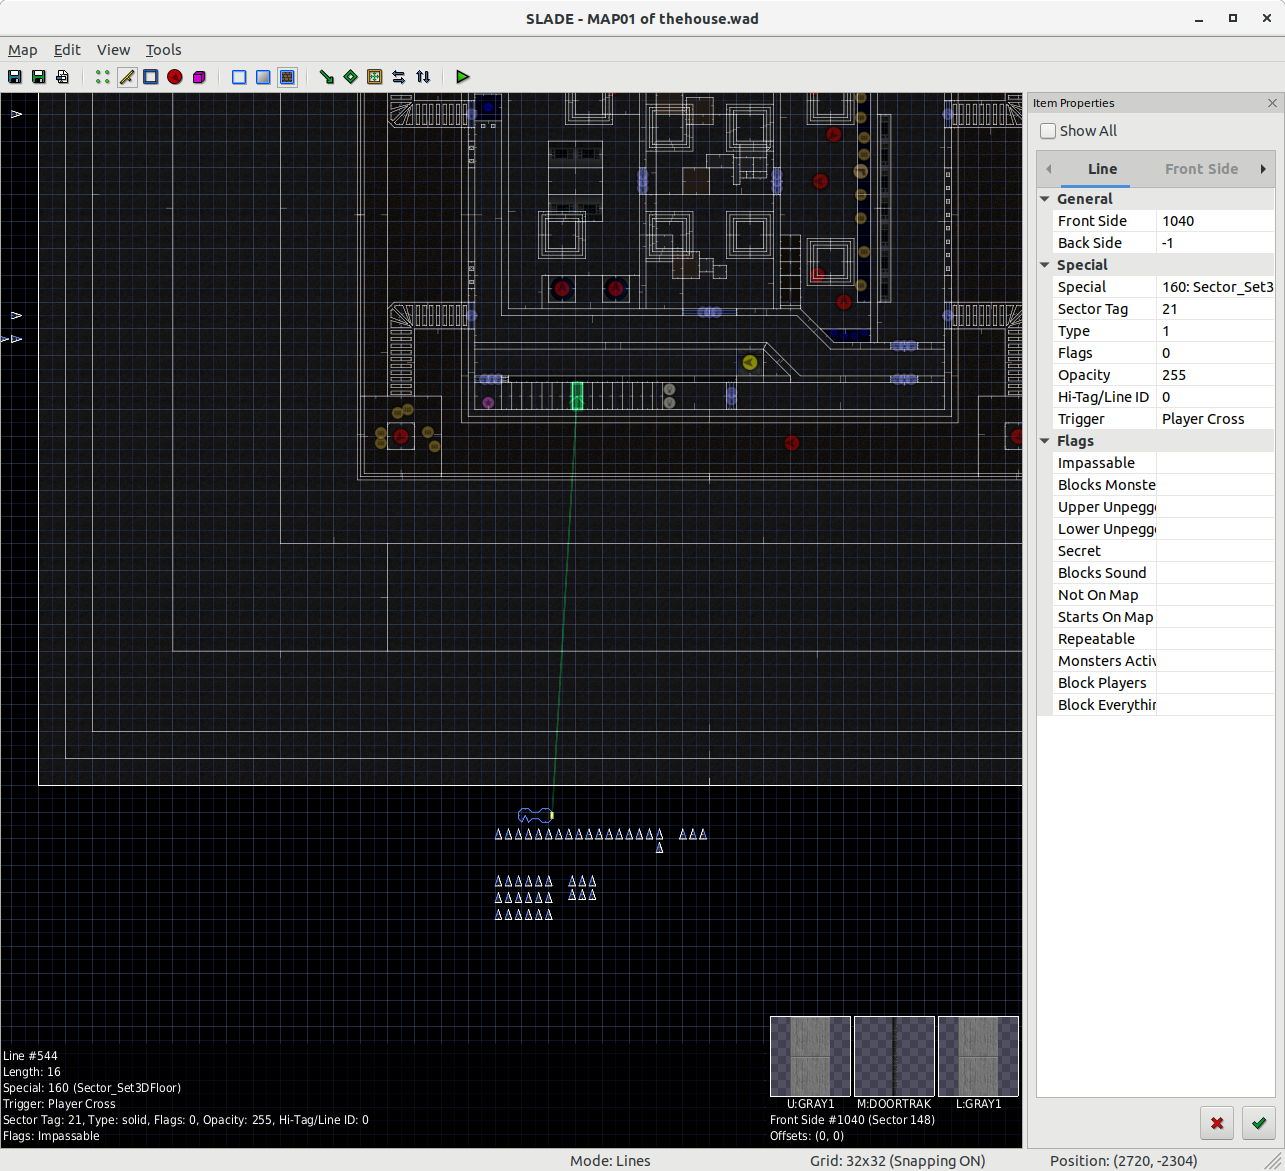 SLADE - MAP01 of thehouse.wad
Map Edit View Tools
Item Properties
Show All
Line Front Side
General
Front Side 1040
Back Side -1
Special
Special 160: Sector_Set3
Sector Tag 21
Type 1
Flags 0
Opacity 255
Hi-Tag/Line ID 0
Trigger Player Cross
Flags
Impassable
Blocks Monste
Upper Unpegge
Lower Unpegge
Secret
Blocks Sound
Not On Map
Starts On Map
Repeatable
Monsters Activ
Block Players
Block Everythin
Line #544
Length: 16
Special: 160 (Sector_Set3DFloor)
Trigger: Player Cross
Sector Tag: 21, Type: solid, Flags: 0, Opacity: 255, Hi-Tag/Line ID: 0
Flags: Impassable
U:GRAY1 M:DOORTRAK L:GRAY1
Front Side #1040 (Sector 148)
Offsets: (0, 0)
Mode: Lines Grid: 32x32 (Snapping ON) Position: (2720, -2304)